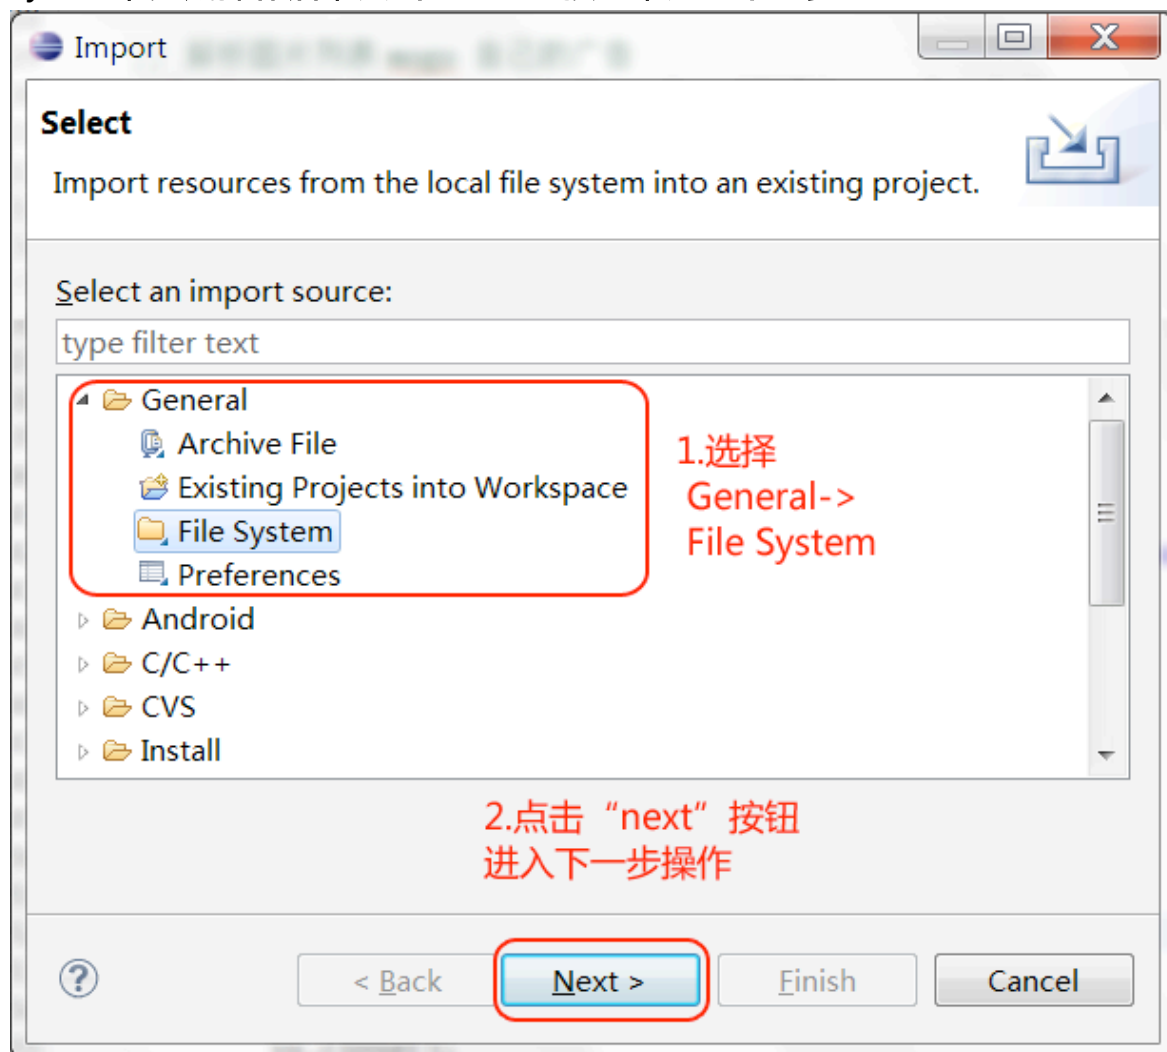 Import
Select
Import resources from the local file system into an existing project.
Select an import source:
type filter text
General
Archive File
Existing Projects into Workspace
File System
Preferences
Android
C/C++
CVS
Install
1.选择
General->
File System
2.点击“next”按钮
进入下一步操作
< Back
Next >
Finish
Cancel